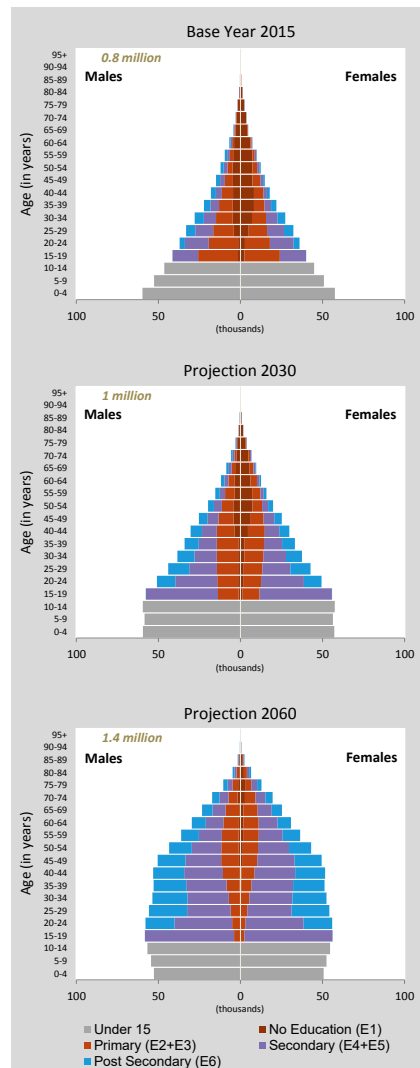 Base Year 2015
0.8 million
Males
Females
Age (in years)
95+
90-94
85-89
80-84
75-79
70-74
65-69
60-64
55-59
50-54
45-49
40-44
35-39
30-34
25-29
20-24
15-19
10-14
5-9
0-4
100 50 0 50 100
(thousands)
Projection 2030
1 million
Males
Females
Age (in years)
95+
90-94
85-89
80-84
75-79
70-74
65-69
60-64
55-59
50-54
45-49
40-44
35-39
30-34
25-29
20-24
15-19
10-14
5-9
0-4
100 50 0 50 100
(thousands)
Projection 2060
1.4 million
Males
Females
Age (in years)
95+
90-94
85-89
80-84
75-79
70-74
65-69
60-64
55-59
50-54
45-49
40-44
35-39
30-34
25-29
20-24
15-19
10-14
5-9
0-4
100 50 0 50 100
(thousands)
Under 15 No Education (E1)
Primary (E2+E3) Secondary (E4+E5)
Post Secondary (E6)